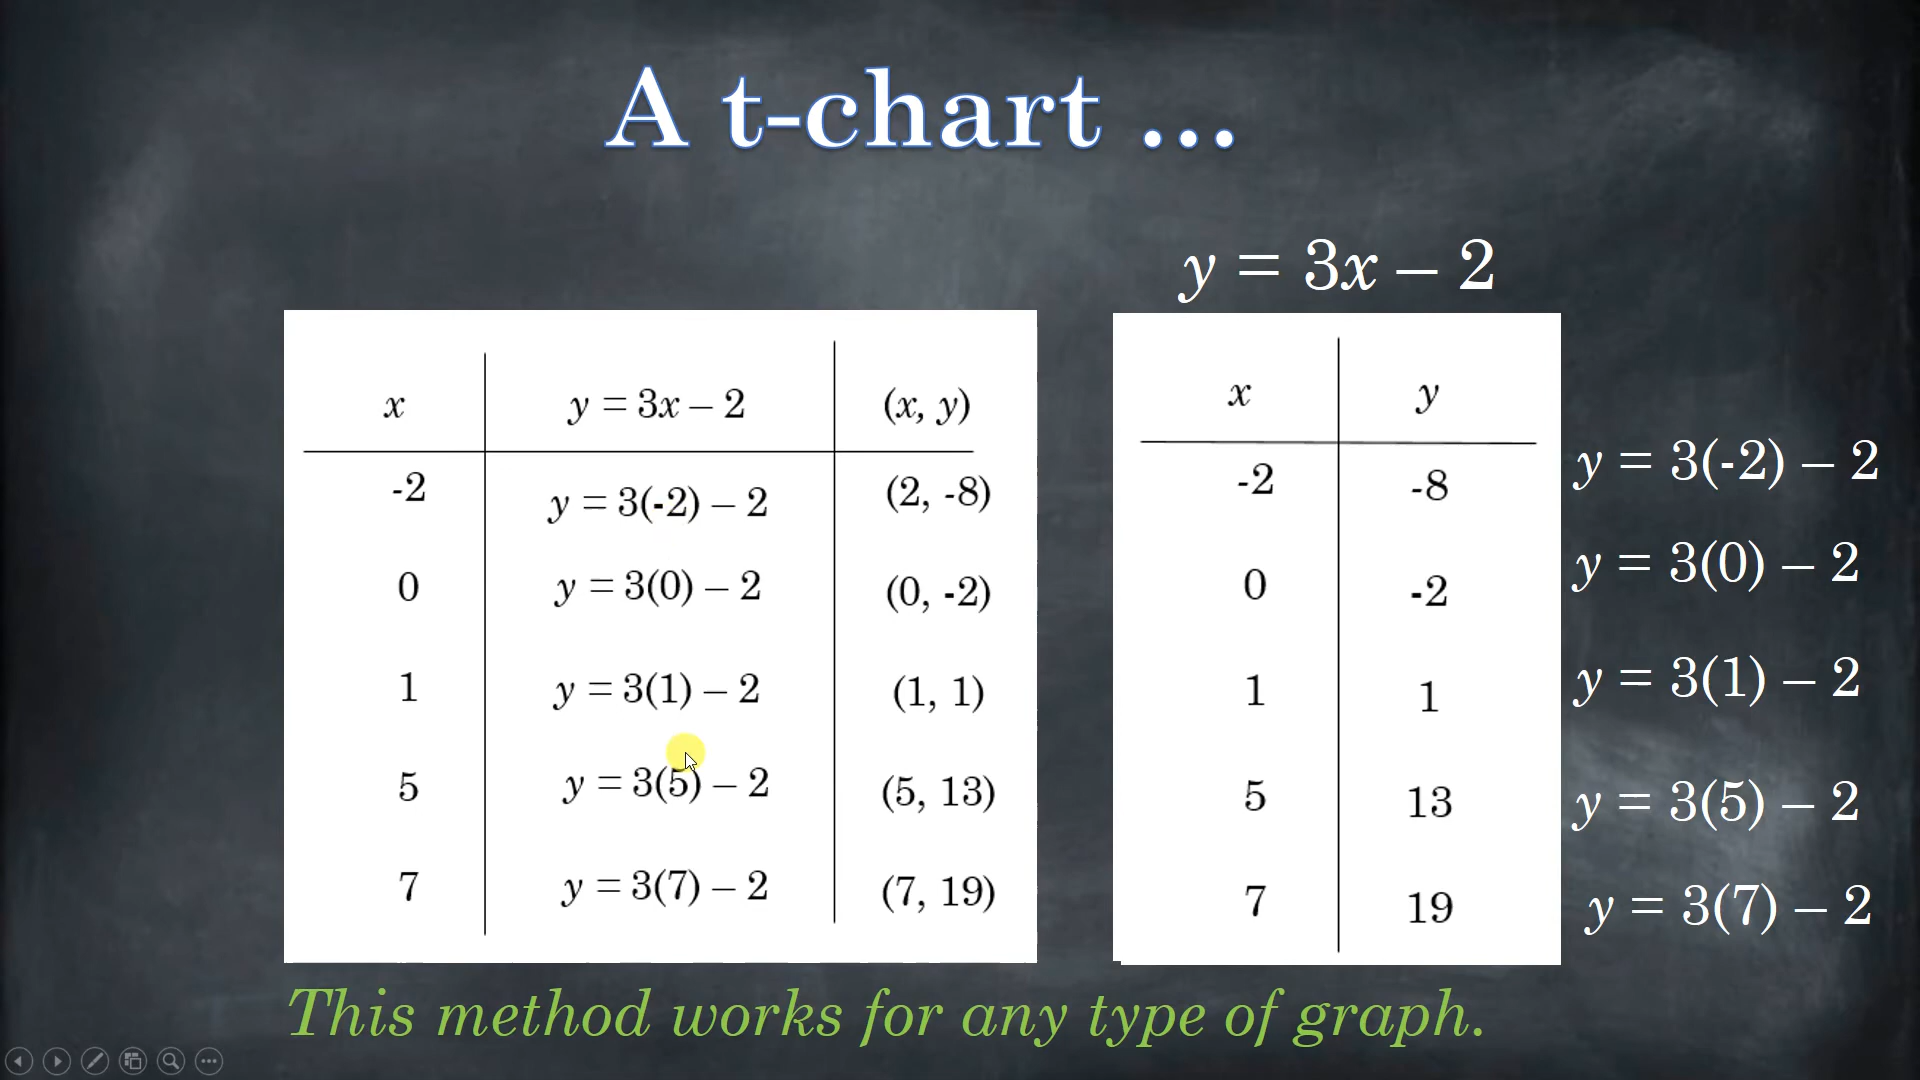 A t-chart ...
y = 3x – 2
x y = 3x – 2 (x, y)
-2 y = 3(-2) – 2 (2, -8)
0 y = 3(0) – 2 (0, -2)
1 y = 3(1) – 2 (1, 1)
5 y = 3(5) – 2 (5, 13)
7 y = 3(7) – 2 (7, 19)
x y
-2 -8 y = 3(-2) – 2
0 -2 y = 3(0) – 2
1 1 y = 3(1) – 2
5 13 y = 3(5) – 2
7 19 y = 3(7) – 2
This method works for any type of graph.